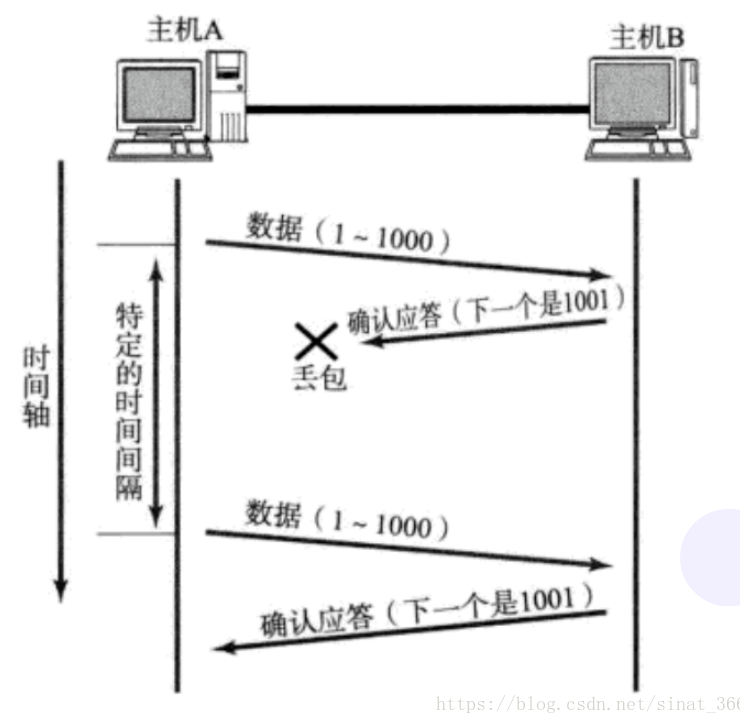 主机A
主机B
数据（1～1000）
确认应答（下一个是1001）
丢包
特定的时间间隔
时间轴
数据（1～1000）
确认应答（下一个是1001）
https://blog.csdn.net/sinat_366